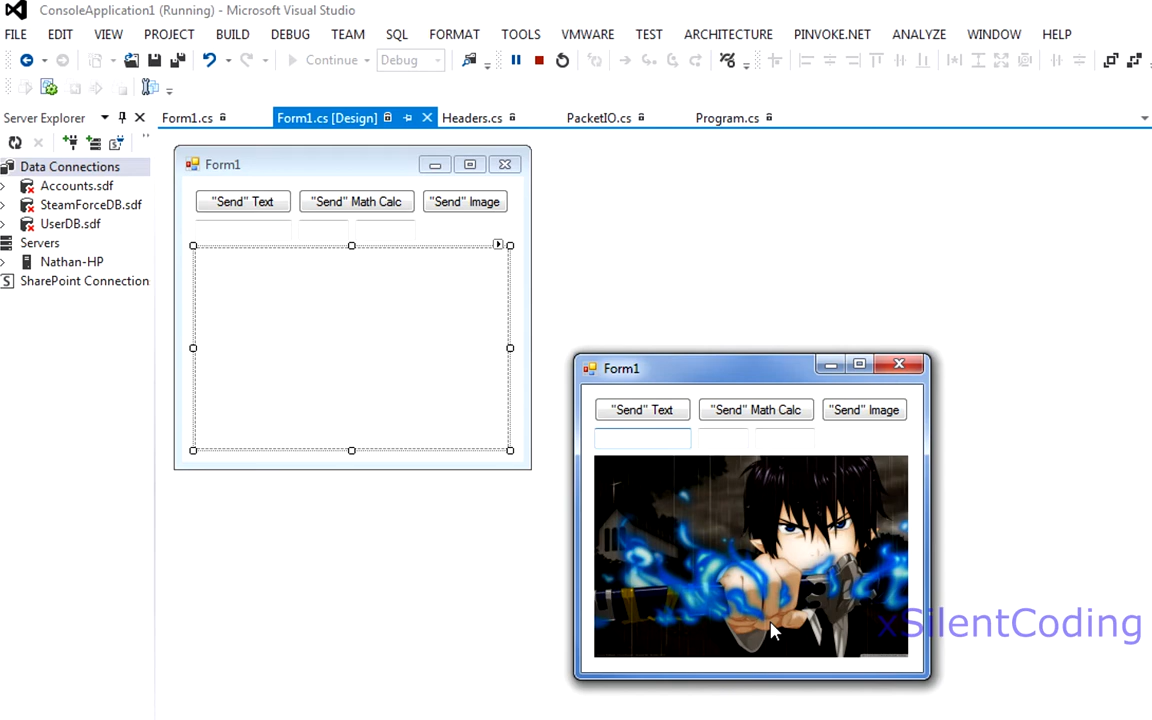 ConsoleApplication1 (Running) - Microsoft Visual Studio
FILE EDIT VIEW PROJECT BUILD DEBUG TEAM SQL FORMAT TOOLS VMWARE TEST ARCHITECTURE PINVOKE.NET ANALYZE WINDOW HELP
Continue Debug
Server Explorer
Form1.cs Form1.cs [Design] Headers.cs PacketIO.cs Program.cs
Data Connections
Accounts.sdf
SteamForceDB.sdf
UserDB.sdf
Servers
Nathan-HP
SharePoint Connection
Form1
"Send" Text "Send" Math Calc "Send" Image
Form1
"Send" Text "Send" Math Calc "Send" Image
xSilentCoding